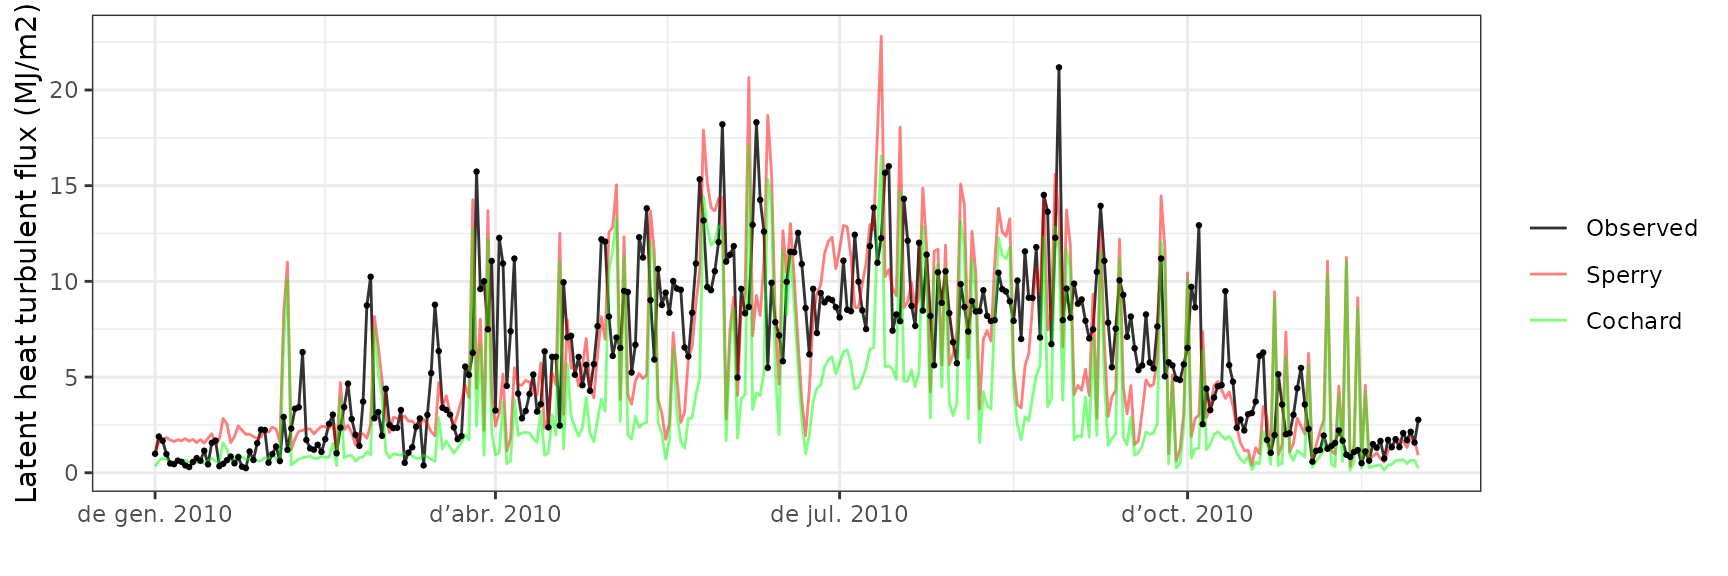 Latent heat turbulent flux (MJ/m2)
20
15
10
5
0
de gen. 2010
d’abr. 2010
de jul. 2010
d’oct. 2010
Observed
Sperry
Cochard